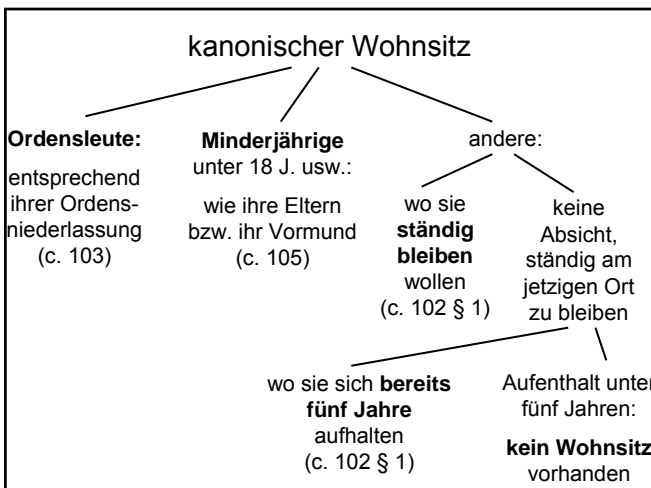 kanonischer Wohnsitz
Ordensleute:
entsprechend
ihrer Ordens-
niederlassung
(c. 103)
Minderjährige
unter 18 J. usw.:
wie ihre Eltern
bzw. ihr Vormund
(c. 105)
andere:
wo sie
ständig
bleiben
wollen
(c. 102 § 1)
keine
Absicht,
ständig am
jetzigen Ort
zu bleiben
wo sie sich bereits
fünf Jahre
aufhalten
(c. 102 § 1)
Aufenthalt unter
fünf Jahren:
kein Wohnsitz
vorhanden